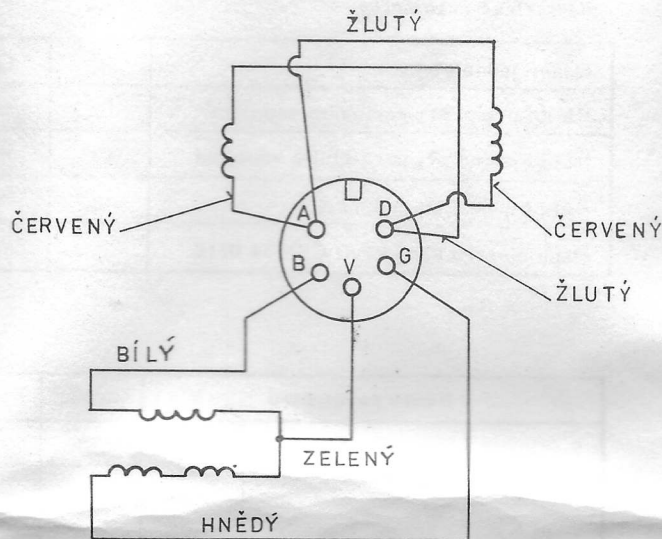 ŽLUTÝ
A
D
ČERVENÝ
ČERVENÝ
B
V
G
ŽLUTÝ
BÍLÝ
ZELENÝ
HNĚDÝ